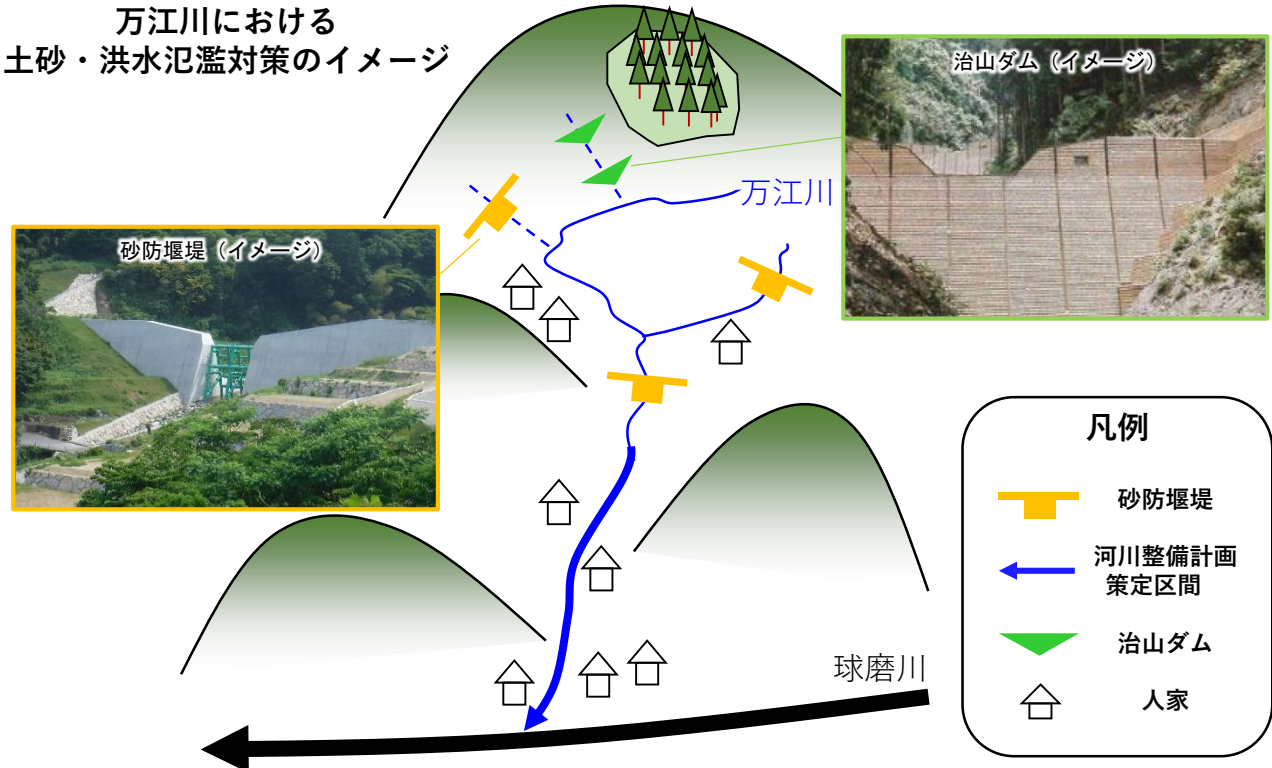 万江川における
土砂・洪水氾濫対策のイメージ
治山ダム（イメージ）
万江川
砂防堰堤（イメージ）
凡例
砂防堰堤
河川整備計画
策定区間
治山ダム
人家
球磨川